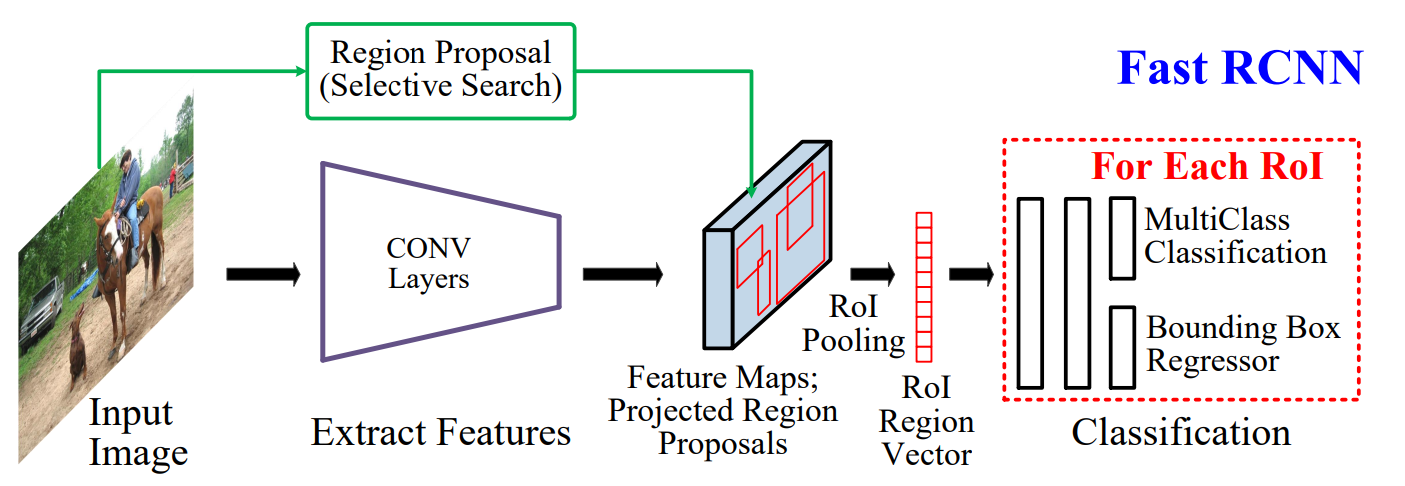 Region Proposal
(Selective Search)
Fast RCNN
For Each RoI
CONV
Layers
MultiClass
Classification
RoI
Pooling
Bounding Box
Regressor
Feature Maps;
Projected Region
Proposals
RoI
Region
Vector
Input
Image
Extract Features
Classification